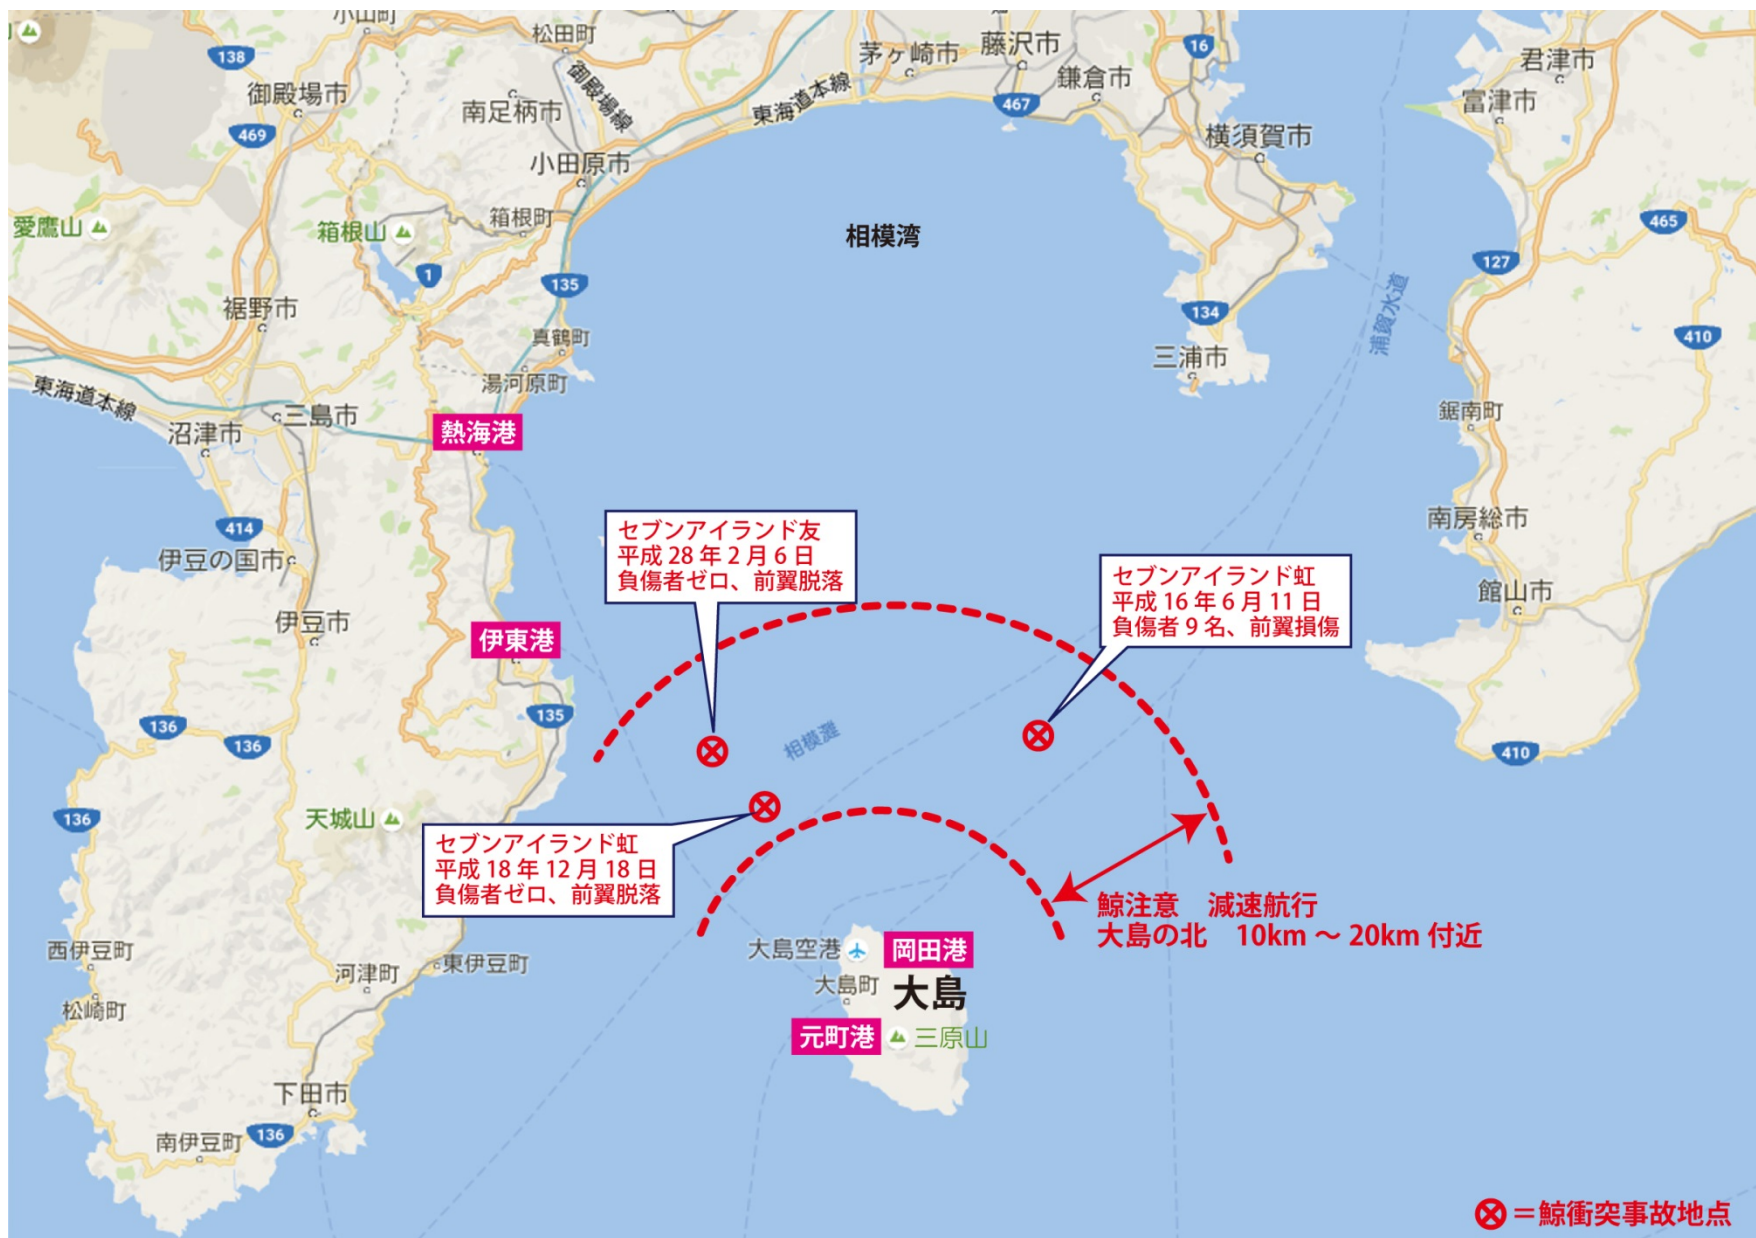 小山町
松田町
138
御殿場市
御殿場線
南足柄市
469
茅ヶ崎市
藤沢市
16
東海道本線
467
鎌倉市
君津市
富津市
横須賀市
小田原市
箱根町
愛鷹山
箱根山
1
135
相模湾
465
127
浦賀水道
裾野市
134
410
真鶴町
三浦市
湯河原町
東海道本線
三島市
沼津市
熱海港
鋸南町
414
伊豆の国市
南房総市
セブンアイランド友
平成 28 年 2 月 6 日
負傷者ゼロ、前翼脱落
セブンアイランド虹
平成 16 年 6 月 11 日
負傷者 9 名、前翼損傷
館山市
伊豆市
伊東港
135
136
136
相模灘
410
136
天城山
セブンアイランド虹
平成 18 年 12 月 18 日
負傷者ゼロ、前翼脱落
鯨注意　減速航行
大島の北　10km ～ 20km 付近
西伊豆町
河津町
東伊豆町
大島空港
岡田港
大島町
大島
松崎町
元町港
三原山
下田市
南伊豆町
136
＝鯨衝突事故地点